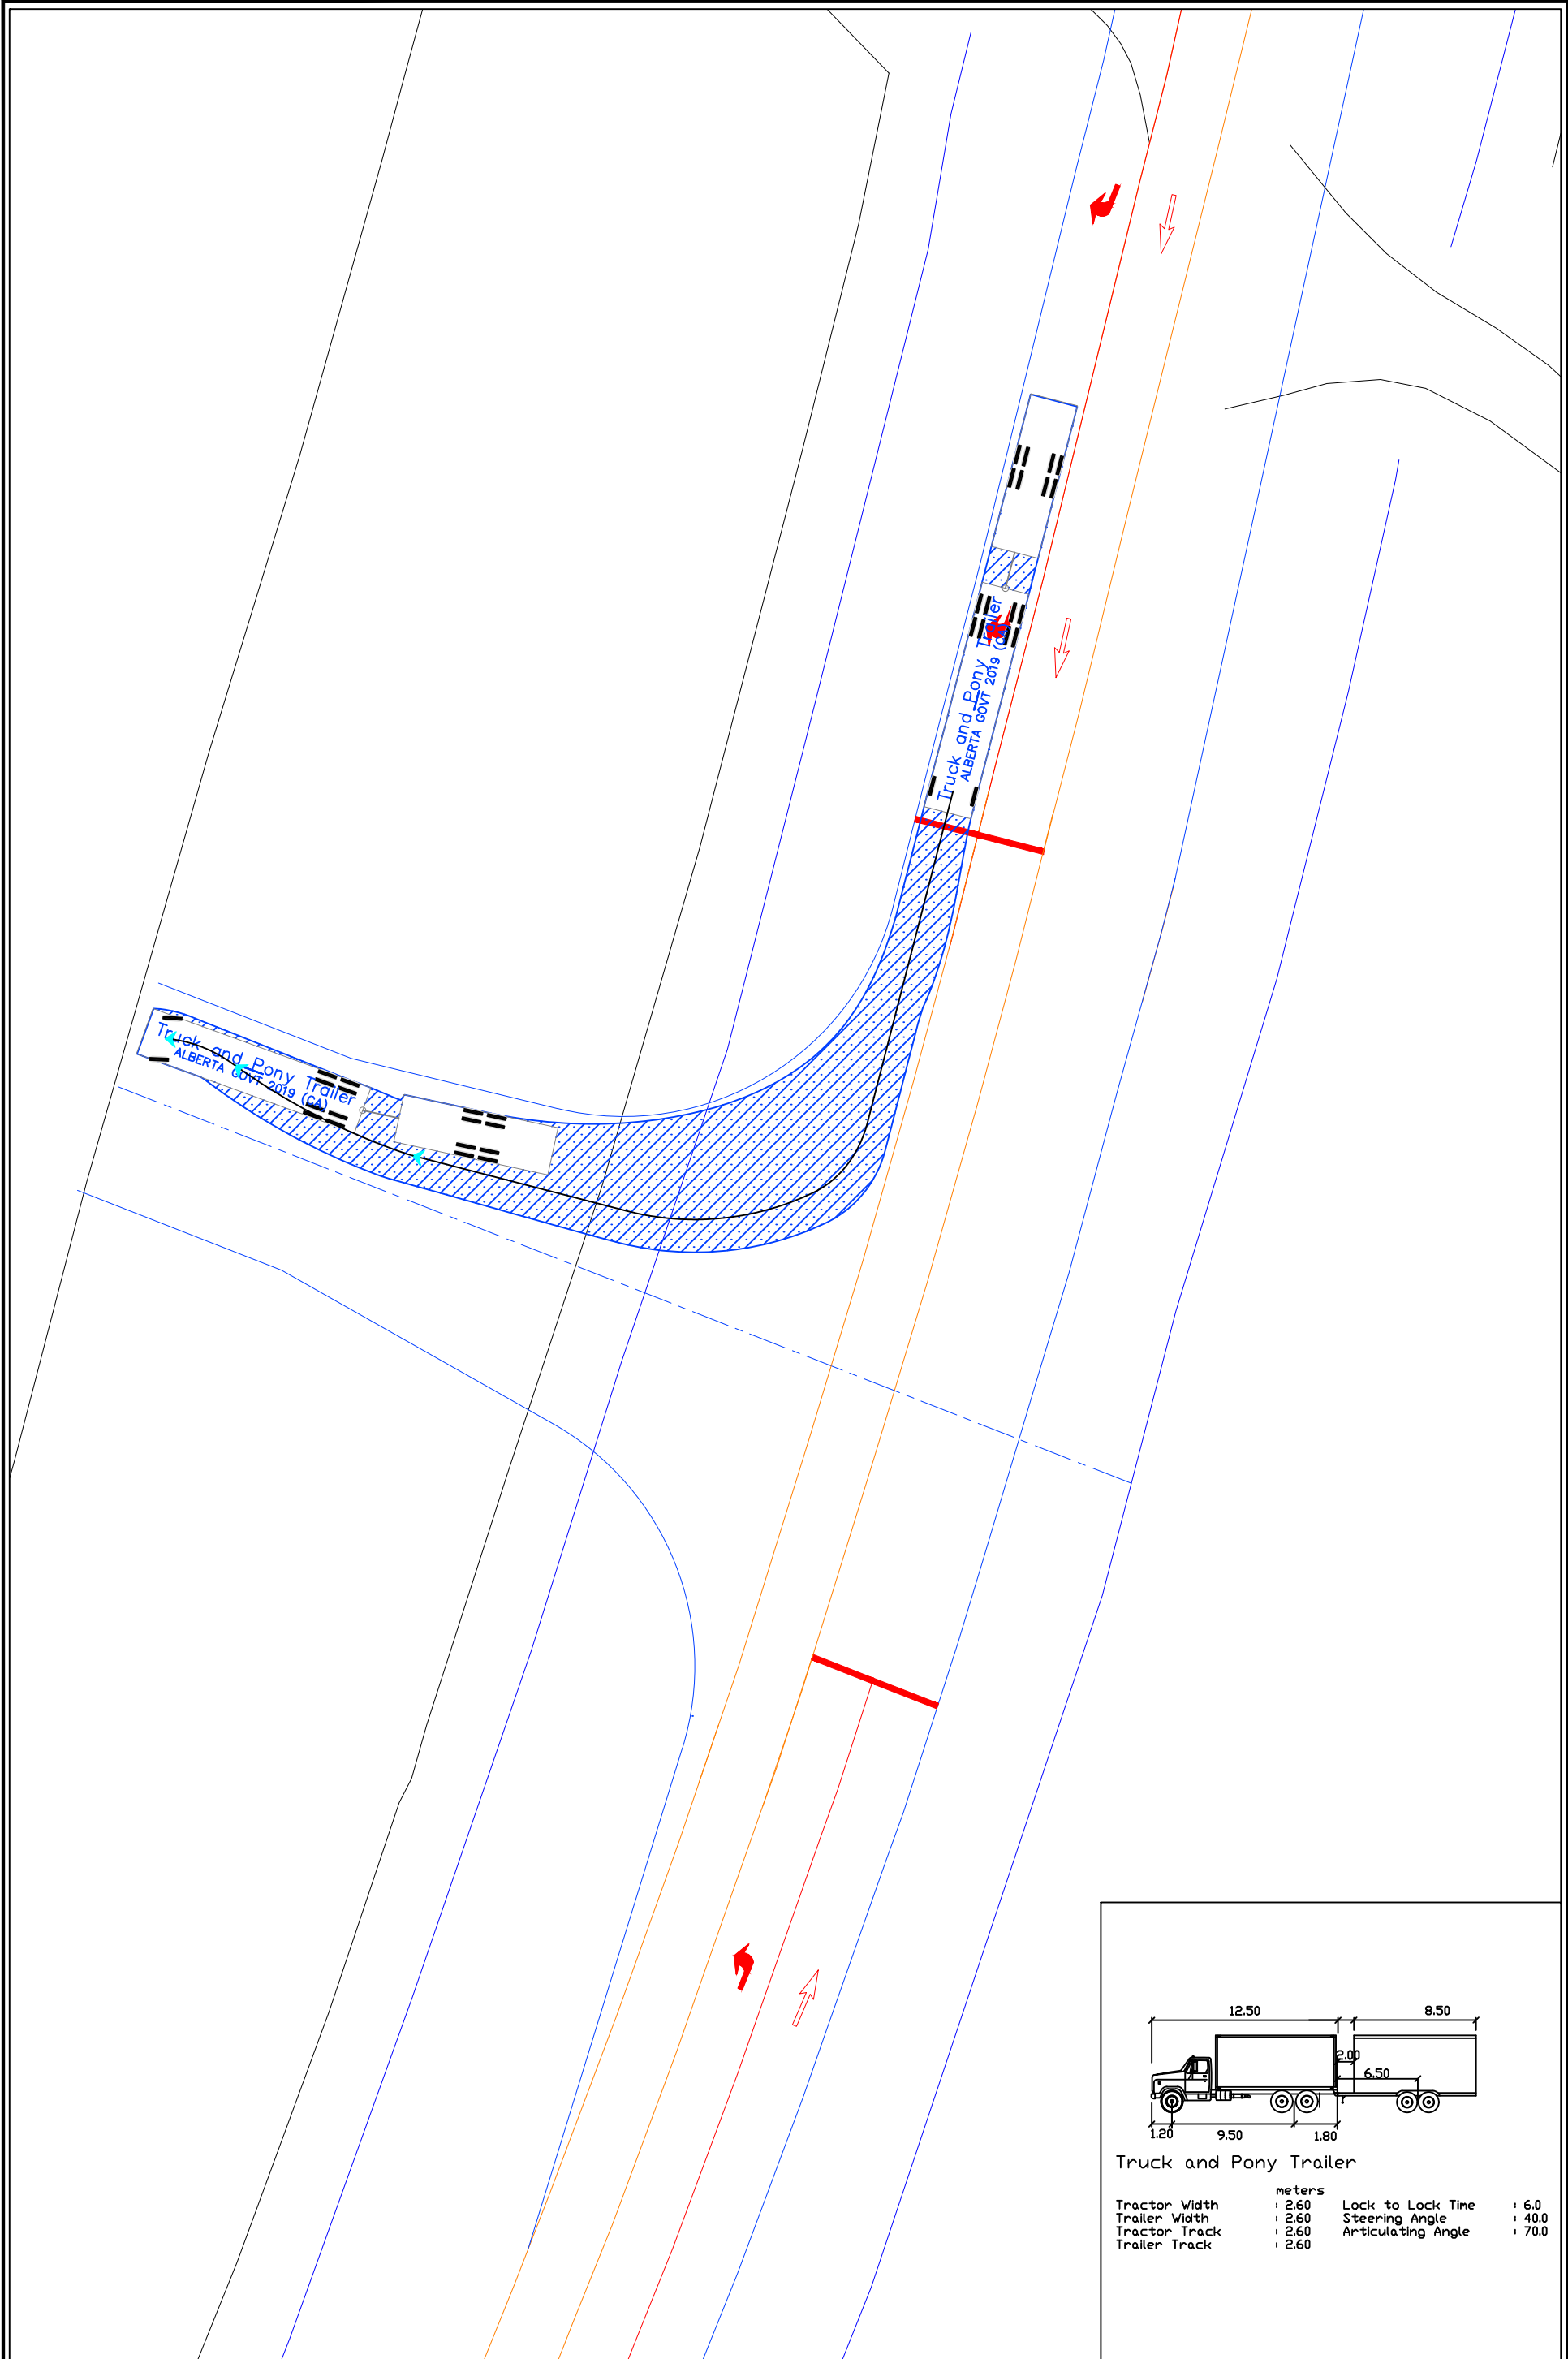 Truck and Pony Trailer
ALBERTA GOVT 2019 (CA)
Truck and Pony Trailer
ALBERTA GOVT 2019 (CA)
12.50
8.50
2.00
6.50
1.20
9.50
1.80
Truck and Pony Trailer
meters
Tractor Width : 2.60 Lock to Lock Time : 6.0
Trailer Width : 2.60 Steering Angle : 40.0
Tractor Track : 2.60 Articulating Angle : 70.0
Trailer Track : 2.60